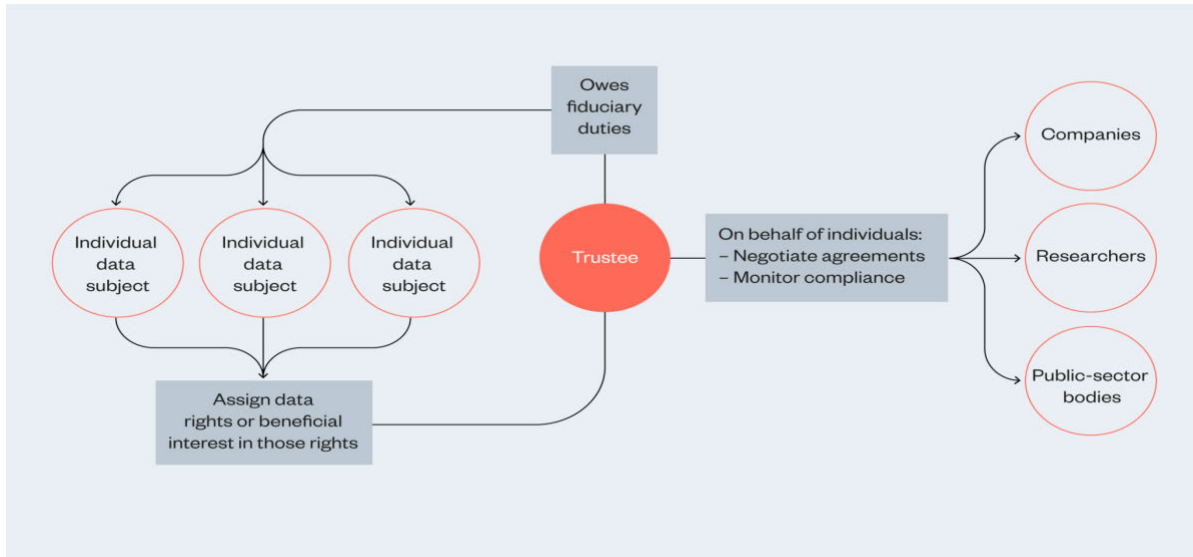 Owes
fiduciary
duties
Companies
Individual
data
subject
Individual
data
subject
Individual
data
subject
Trustee
On behalf of individuals:
– Negotiate agreements
– Monitor compliance
Researchers
Public-sector
bodies
Assign data
rights or beneficial
interest in those rights